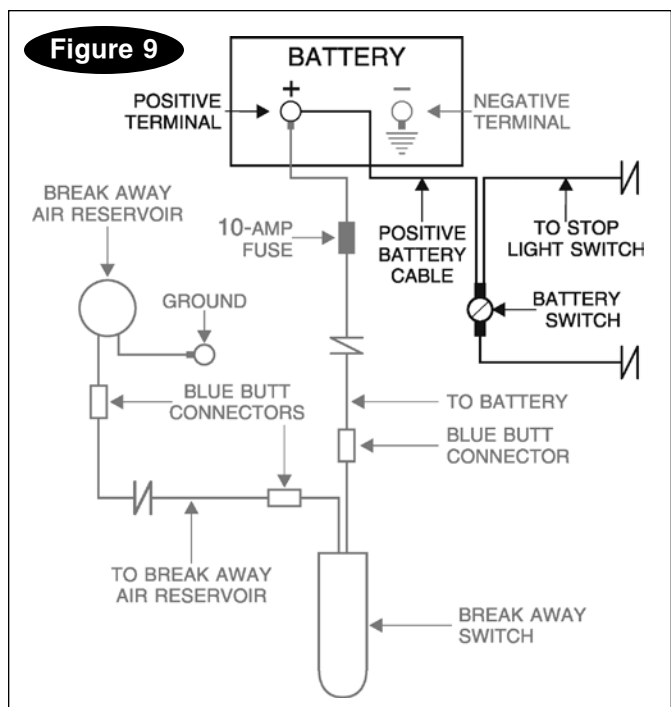 Figure 9
BATTERY
+
−
POSITIVE
TERMINAL
NEGATIVE
TERMINAL
BREAK AWAY
AIR RESERVOIR
10-AMP
FUSE
POSITIVE
BATTERY
CABLE
TO STOP
LIGHT SWITCH
GROUND
BATTERY
SWITCH
BLUE BUTT
CONNECTORS
TO BATTERY
BLUE BUTT
CONNECTOR
TO BREAK AWAY
AIR RESERVOIR
BREAK AWAY
SWITCH